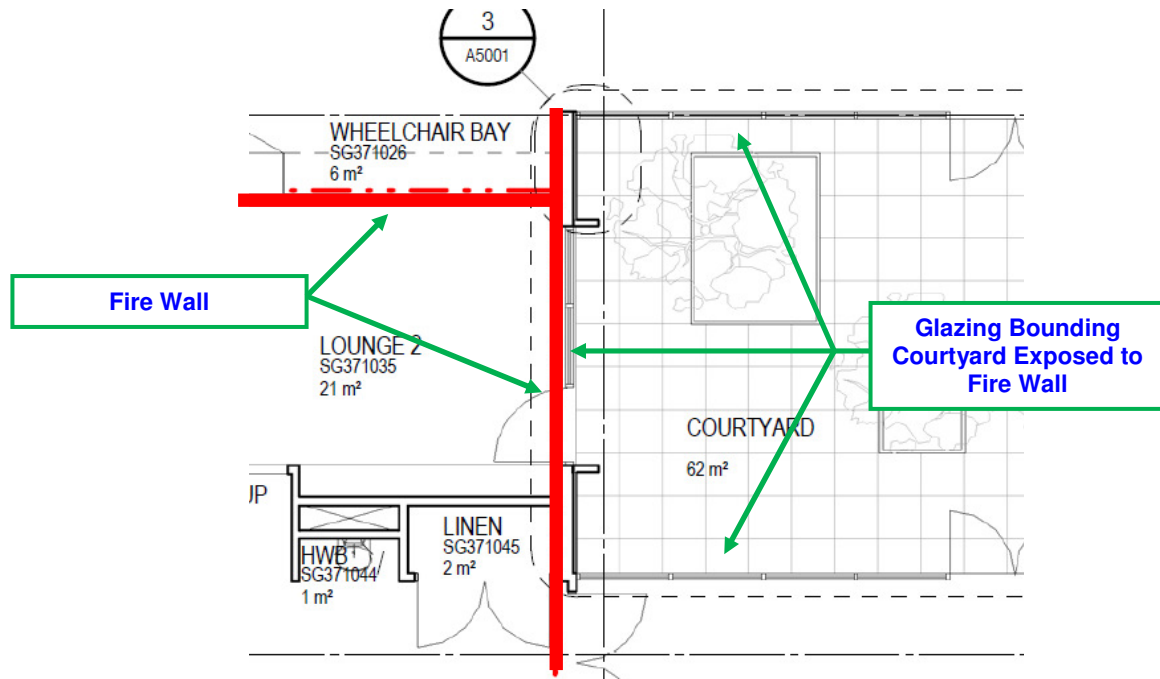 3
A5001
WHEELCHAIR BAY
SG371026
6 m²
Fire Wall
LOUNGE 2
SG371035
21 m²
Glazing Bounding
Courtyard Exposed to
Fire Wall
COURTYARD
62 m²
UP
LINEN
SG371045
2 m²
HWB
SG371044
1 m²